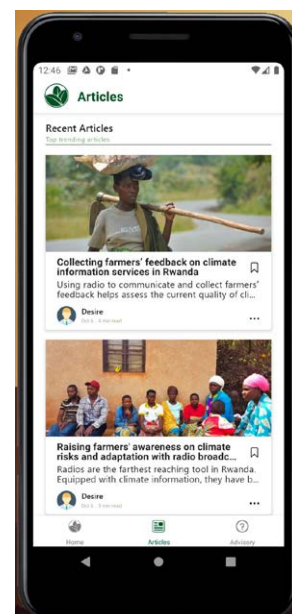 12:46
Articles
Recent Articles
Top trending articles
Collecting farmers' feedback on climate
information services in Rwanda
Using radio to communicate and collect farmers'
feedback helps assess the current quality of cli...
Desire
Raising farmers' awareness on climate
risks and adaptation with radio broadc...
Radios are the farthest reaching tool in Rwanda.
Equipped with climate information, they have b...
Desire
Home
Articles
Advisory